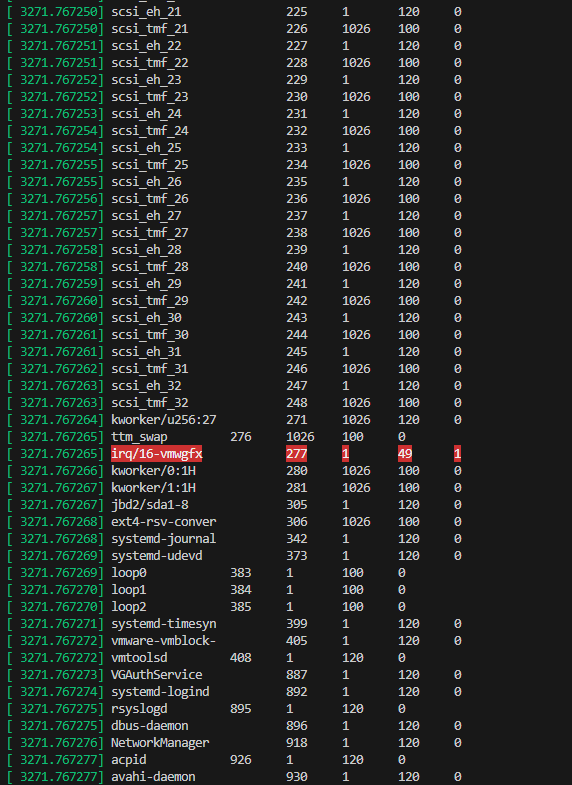 [ 3271.767250] scsi_eh_21 225 1 120 0
[ 3271.767250] scsi_tmf_21 226 1026 100 0
[ 3271.767251] scsi_eh_22 227 1 120 0
[ 3271.767251] scsi_tmf_22 228 1026 100 0
[ 3271.767252] scsi_eh_23 229 1 120 0
[ 3271.767252] scsi_tmf_23 230 1026 100 0
[ 3271.767253] scsi_eh_24 231 1 120 0
[ 3271.767254] scsi_tmf_24 232 1026 100 0
[ 3271.767254] scsi_eh_25 233 1 120 0
[ 3271.767255] scsi_tmf_25 234 1026 100 0
[ 3271.767255] scsi_eh_26 235 1 120 0
[ 3271.767256] scsi_tmf_26 236 1026 100 0
[ 3271.767257] scsi_eh_27 237 1 120 0
[ 3271.767257] scsi_tmf_27 238 1026 100 0
[ 3271.767258] scsi_eh_28 239 1 120 0
[ 3271.767258] scsi_tmf_28 240 1026 100 0
[ 3271.767259] scsi_eh_29 241 1 120 0
[ 3271.767260] scsi_tmf_29 242 1026 100 0
[ 3271.767260] scsi_eh_30 243 1 120 0
[ 3271.767261] scsi_tmf_30 244 1026 100 0
[ 3271.767261] scsi_eh_31 245 1 120 0
[ 3271.767262] scsi_tmf_31 246 1026 100 0
[ 3271.767263] scsi_eh_32 247 1 120 0
[ 3271.767263] scsi_tmf_32 248 1026 100 0
[ 3271.767264] kworker/u256:27 271 1026 120 0
[ 3271.767265] ttm_swap 276 1026 100 0
[ 3271.767265] irq/16-vmwgfx 277 1 49 1
[ 3271.767266] kworker/0:1H 280 1026 100 0
[ 3271.767267] kworker/1:1H 281 1026 100 0
[ 3271.767267] jbd2/sda1-8 305 1 120 0
[ 3271.767268] ext4-rsv-conver 306 1026 100 0
[ 3271.767268] systemd-journal 342 1 120 0
[ 3271.767269] systemd-udevd 373 1 120 0
[ 3271.767269] loop0 383 1 100 0
[ 3271.767270] loop1 384 1 100 0
[ 3271.767270] loop2 385 1 100 0
[ 3271.767271] systemd-timesyn 399 1 120 0
[ 3271.767272] vmware-vmblock- 405 1 120 0
[ 3271.767272] vmtoolsd 408 1 120 0
[ 3271.767273] VGAuthService 887 1 120 0
[ 3271.767274] systemd-logind 892 1 120 0
[ 3271.767275] rsyslogd 895 1 120 0
[ 3271.767275] dbus-daemon 896 1 120 0
[ 3271.767276] NetworkManager 918 1 120 0
[ 3271.767277] acpid 926 1 120 0
[ 3271.767277] avahi-daemon 930 1 120 0